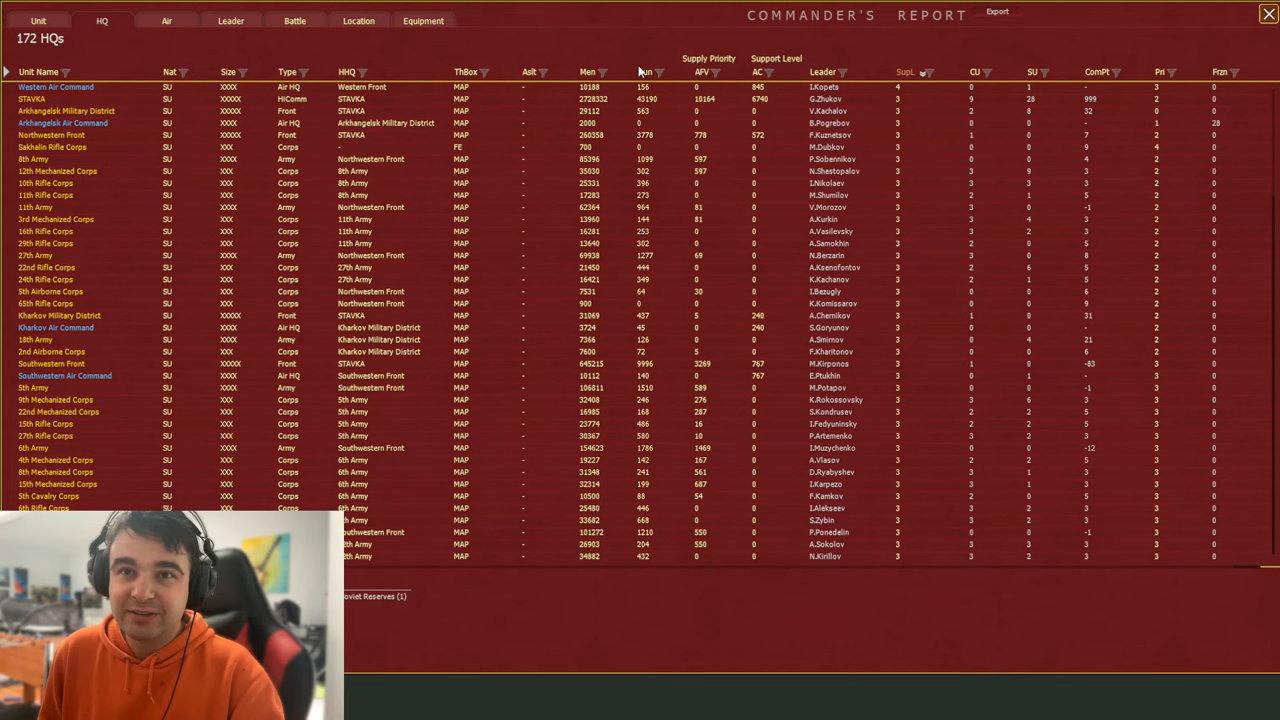 Unit HQ Air Leader Battle Location Equipment COMMANDER'S REPORT Export
172 HQs
Supply Priority Support Level
Unit Name Nat Size Type HHQ ThBox Aslt Men un AFV AC Leader SupL CU SU ComPt Pri Frzn
Western Air Command SU XXXX Air HQ Western Front MAP - 10188 156 0 845 I.Kopets 4 0 1 - 3 0
STAVKA SU XXXXXX HiComm STAVKA MAP - 2728332 43190 10164 6740 G.Zhukov 3 9 28 999 2 0
Arkhangelsk Military District SU XXXXX Front STAVKA MAP - 29112 563 0 0 V.Kachalov 3 2 8 32 0 0
Arkhangelsk Air Command SU XXXX Air HQ Arkhangelsk Military District MAP - 2000 0 0 0 B.Pogrebov 3 0 0 - 1 28
Northwestern Front SU XXXXX Front STAVKA MAP - 260358 3778 778 572 F.Kuznetsov 3 1 0 7 2 0
Sakhalin Rifle Corps SU XXX Corps - FE - 700 0 0 0 M.Dubkov 3 0 0 9 4 0
8th Army SU XXXX Army Northwestern Front MAP - 85396 1099 597 0 P.Sobennikov 3 0 0 4 2 0
12th Mechanized Corps SU XXX Corps 8th Army MAP - 35030 302 597 0 N.Shestopalov 3 3 9 3 2 0
10th Rifle Corps SU XXX Corps 8th Army MAP - 25331 396 0 0 I.Nikolaev 3 3 3 3 2 0
11th Rifle Corps SU XXX Corps 8th Army MAP - 17283 273 0 0 M.Shumilov 3 2 1 5 2 0
11th Army SU XXXX Army Northwestern Front MAP - 62364 964 81 0 V.Morozov 3 3 0 -1 2 0
3rd Mechanized Corps SU XXX Corps 11th Army MAP - 13960 144 81 0 A.Kurkin 3 3 4 3 2 0
16th Rifle Corps SU XXX Corps 11th Army MAP - 16281 253 0 0 A.Vasilevsky 3 3 2 3 2 0
29th Rifle Corps SU XXX Corps 11th Army MAP - 13640 302 0 0 A.Samokhin 3 2 0 5 2 0
27th Army SU XXXX Army Northwestern Front MAP - 69938 1277 69 0 N.Berzarin 3 3 0 8 2 0
22nd Rifle Corps SU XXX Corps 27th Army MAP - 21450 444 0 0 A.Ksenofontov 3 2 6 5 2 0
24th Rifle Corps SU XXX Corps 27th Army MAP - 16421 349 0 0 K.Kachanov 3 2 1 5 2 0
5th Airborne Corps SU XXX Corps Northwestern Front MAP - 7531 64 30 0 I.Bezugly 3 0 0 6 2 0
65th Rifle Corps SU XXX Corps Northwestern Front MAP - 900 0 0 0 K.Komissarov 3 0 0 9 2 0
Kharkov Military District SU XXXXX Front STAVKA MAP - 31069 437 5 240 A.Chernikov 3 1 0 31 2 0
Kharkov Air Command SU XXXX Air HQ Kharkov Military District MAP - 3724 45 0 240 S.Goryunov 3 0 0 - 2 0
18th Army SU XXXX Army Kharkov Military District MAP - 7366 126 0 0 A.Smirnov 3 0 4 21 2 0
2nd Airborne Corps SU XXX Corps Kharkov Military District MAP - 7600 72 5 0 F.Kharitonov 3 0 0 6 2 0
Southwestern Front SU XXXXX Front STAVKA MAP - 645215 9996 3269 767 M.Kirponos 3 1 0 -83 3 0
Southwestern Air Command SU XXXX Air HQ Southwestern Front MAP - 10112 140 0 767 E.Ptukhin 3 0 1 - 3 0
5th Army SU XXXX Army Southwestern Front MAP - 106811 1510 589 0 M.Potapov 3 0 0 -1 3 0
9th Mechanized Corps SU XXX Corps 5th Army MAP - 32408 246 276 0 K.Rokossovsky 3 3 6 3 3 0
22nd Mechanized Corps SU XXX Corps 5th Army MAP - 16985 168 287 0 S.Kondrusev 3 2 2 5 3 0
15th Rifle Corps SU XXX Corps 5th Army MAP - 23774 486 16 0 I.Fedyuninsky 3 2 2 5 3 0
27th Rifle Corps SU XXX Corps 5th Army MAP - 30367 580 10 0 P.Artemenko 3 3 2 3 3 0
6th Army SU XXXX Army Southwestern Front MAP - 154623 1786 1469 0 I.Muzychenko 3 0 0 -12 3 0
4th Mechanized Corps SU XXX Corps 6th Army MAP - 19227 142 167 0 A.Vlasov 3 2 2 5 3 0
8th Mechanized Corps SU XXX Corps 6th Army MAP - 31348 241 561 0 D.Ryabyshev 3 3 1 3 3 0
15th Mechanized Corps SU XXX Corps 6th Army MAP - 32314 199 687 0 I.Karpezo 3 3 1 3 3 0
5th Cavalry Corps SU XXX Corps 6th Army MAP - 10500 88 54 0 F.Kamkov 3 2 0 5 3 0
6th Rifle Corps SU XXX Corps 6th Army MAP - 25480 446 0 0 I.Alekseev 3 3 2 3 3 0
th Army MAP - 33682 668 0 0 S.Zybin 3 3 2 3 3 0
outhwestern Front MAP - 101272 1210 550 0 P.Ponedelin 3 0 0 -1 3 0
2th Army MAP - 26903 204 550 0 A.Sokolov 3 3 3 3 3 0
2th Army MAP - 34882 432 0 0 N.Kirillov 3 3 2 3 3 0
oviet Reserves (1)